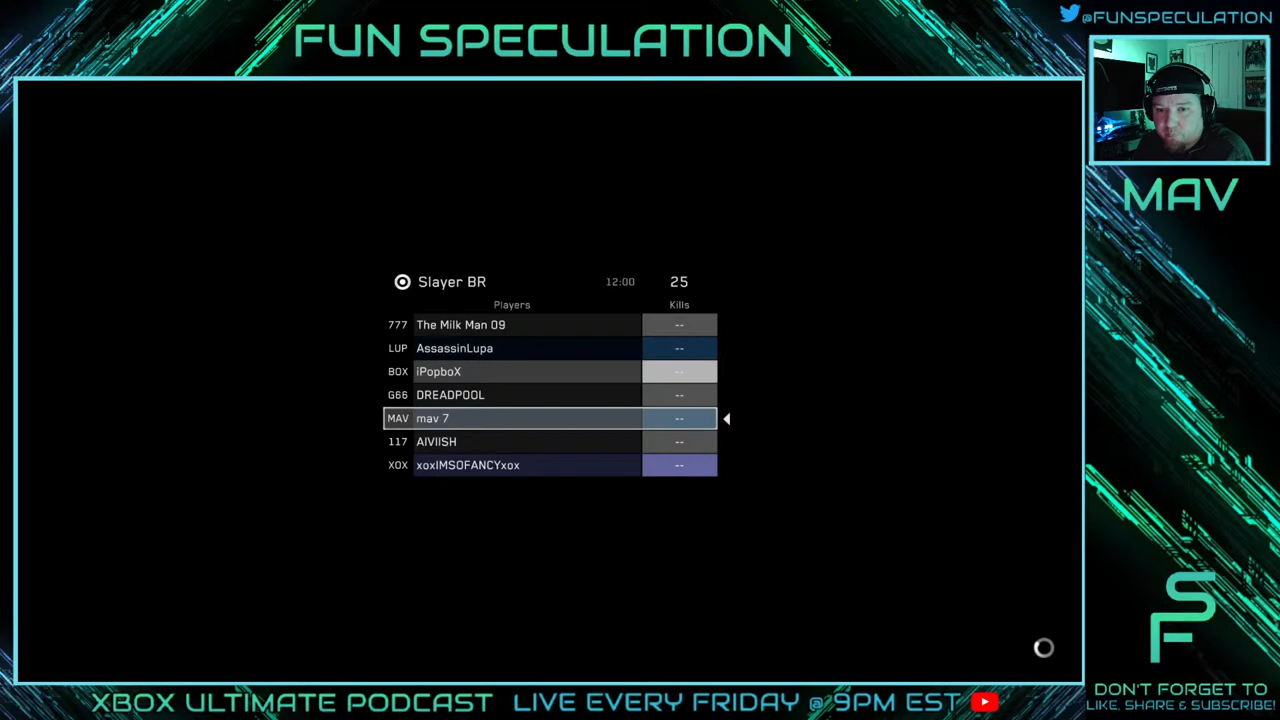 FUN SPECULATION
@FUNSPECULATION
MAV
Slayer BR 12:00 25
Players Kills
777 The Milk Man 09 --
LUP AssassinLupa --
BOX iPopboX --
G66 DREADPOOL --
MAV mav 7 --
117 AIVIISH --
XOX xoxIMSOFANCYxox --
SF
DON'T FORGET TO
LIKE, SHARE & SUBSCRIBE!
XBOX ULTIMATE PODCAST LIVE EVERY FRIDAY @ 9PM EST